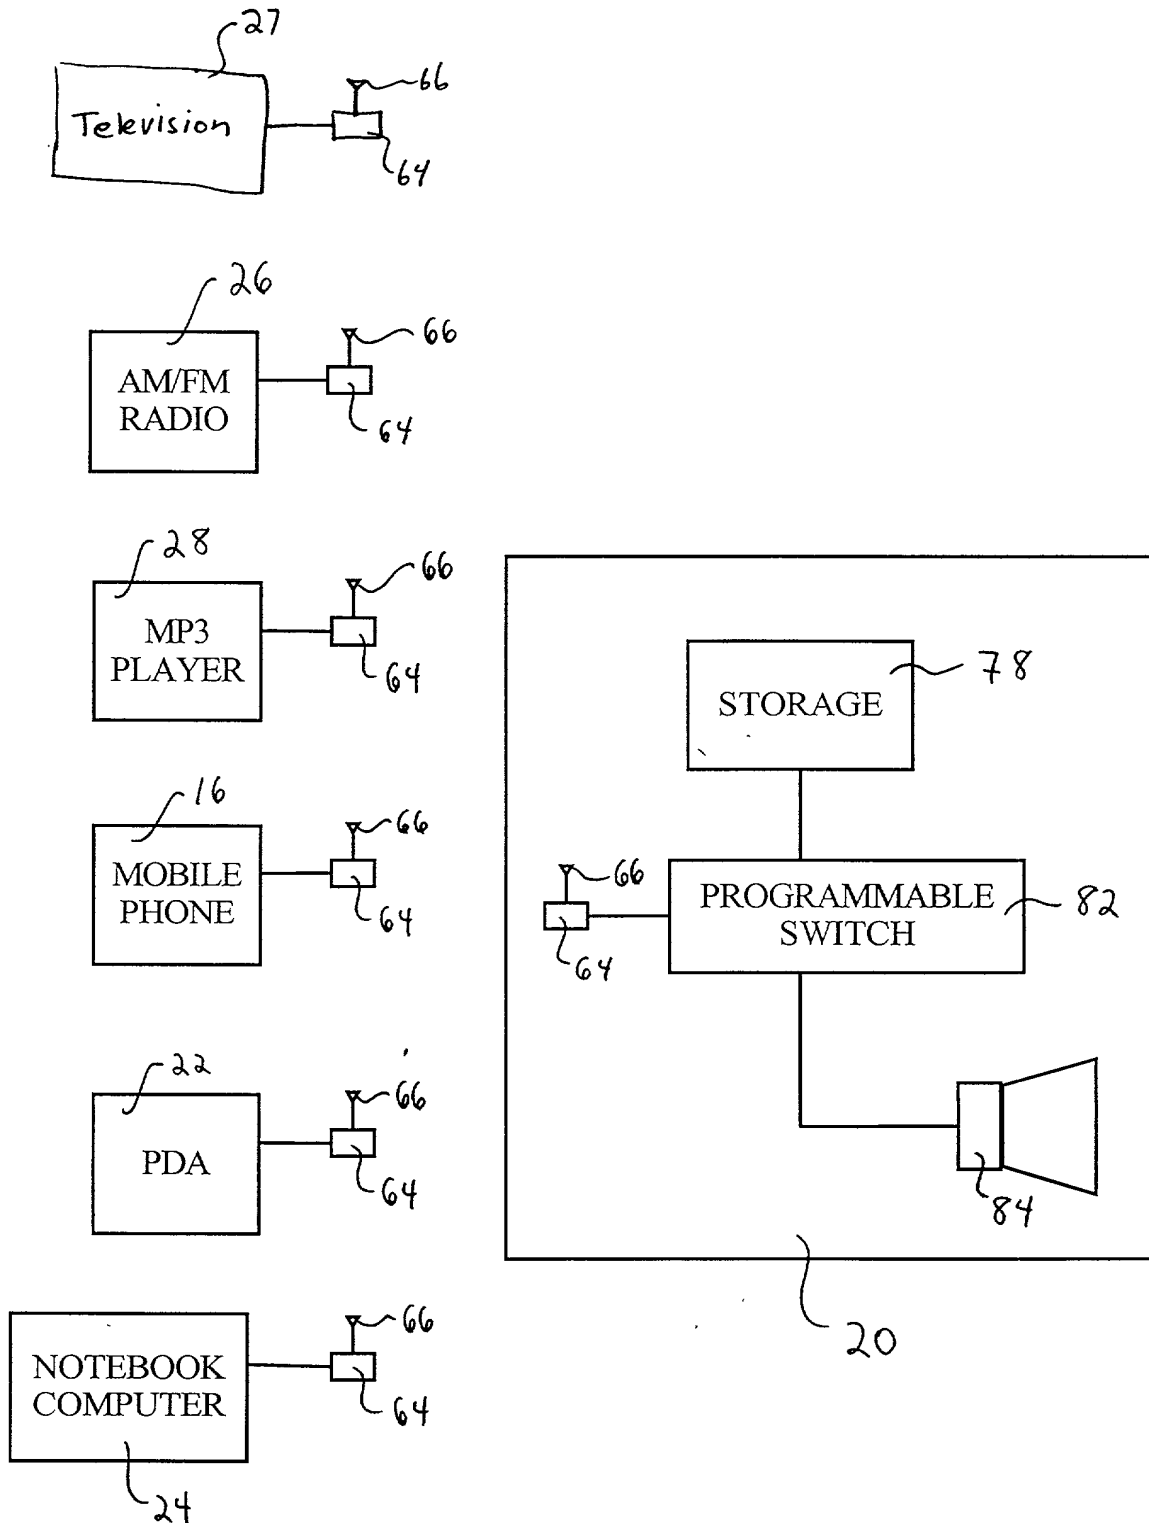 27
66
Television
64
26
66
AM/FM
RADIO
64
28
66
MP3
PLAYER
64
16
66
MOBILE
PHONE
64
22
66
PDA
64
66
NOTEBOOK
COMPUTER
64
24
STORAGE
78
66
PROGRAMMABLE
SWITCH
82
64
84
20